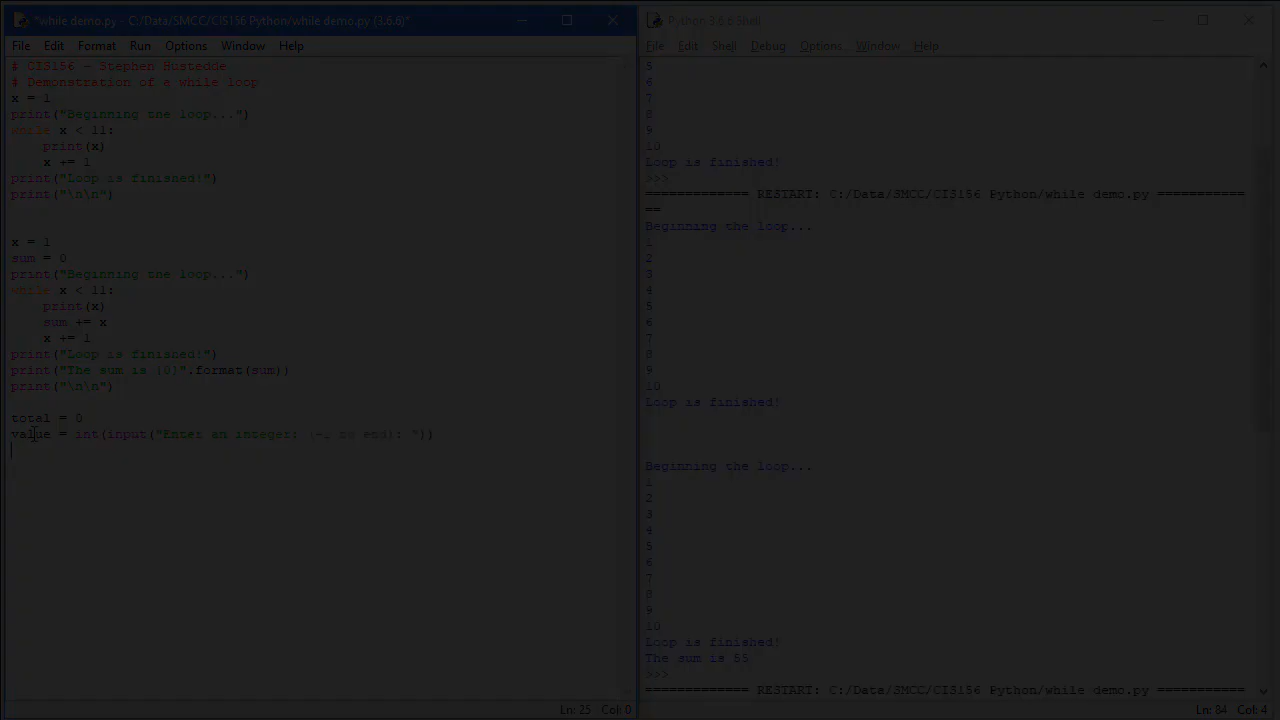 *while demo.py - C:/Data/SMCC/CIS156 Python/while demo.py (3.6.6)*
File Edit Format Run Options Window Help
# CIS156 - Stephen Hustedde
# Demonstration of a while loop
x = 1
print("Beginning the loop...")
while x < 11:
    print(x)
    x += 1
print("Loop is finished!")
print("\n\n")
x = 1
sum = 0
print("Beginning the loop...")
while x < 11:
    print(x)
    sum += x
    x += 1
print("Loop is finished!")
print("The sum is {0}".format(sum))
print("\n\n")
total = 0
value = int(input("Enter an integer: to end): "))
Ln: 25 Col: 0
Python 3.6.6 Shell
File Edit Shell Debug Options Window Help
5
6
7
8
9
10
Loop is finished!
>>>
============= RESTART: C:/Data/SMCC/CIS156 Python/while demo.py ===========
==
Beginning the loop...
1
2
3
4
5
6
7
8
9
10
Loop is finished!
Beginning the loop...
1
2
3
4
5
6
7
8
9
10
Loop is finished!
The sum is 55
>>>
============= RESTART: C:/Data/SMCC/CIS156 Python/while demo.py ===========
Ln: 84 Col: 4